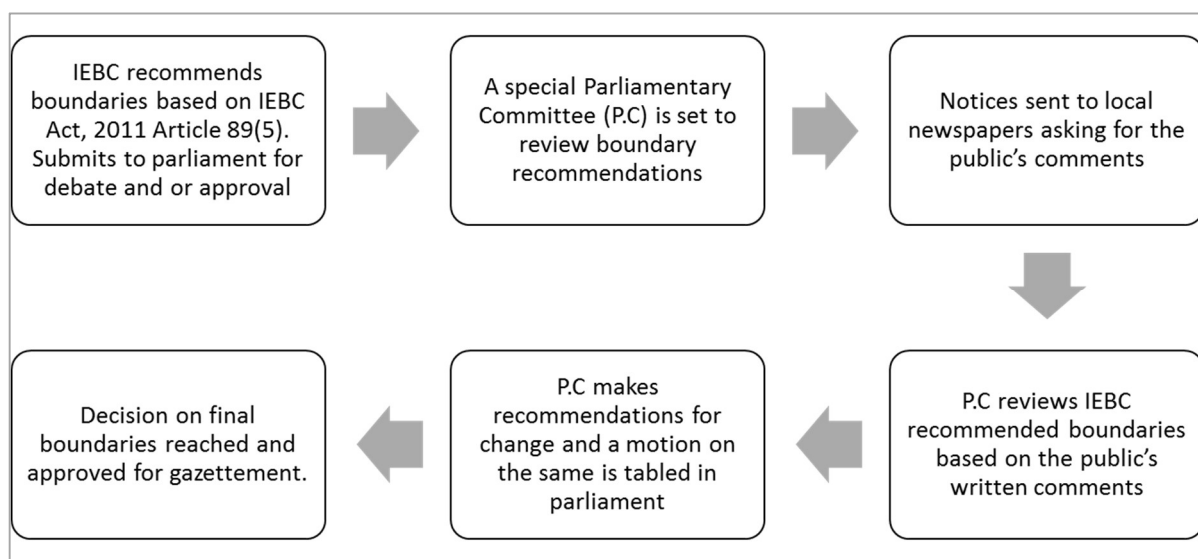 IEBC recommends
boundaries based on IEBC
Act, 2011 Article 89(5).
Submits to parliament for
debate and or approval
A special Parliamentary
Committee (P.C) is set to
review boundary
recommendations
Notices sent to local
newspapers asking for the
public's comments
P.C reviews IEBC
recommended boundaries
based on the public's
written comments
P.C makes
recommendations for
change and a motion on
the same is tabled in
parliament
Decision on final
boundaries reached and
approved for gazettement.